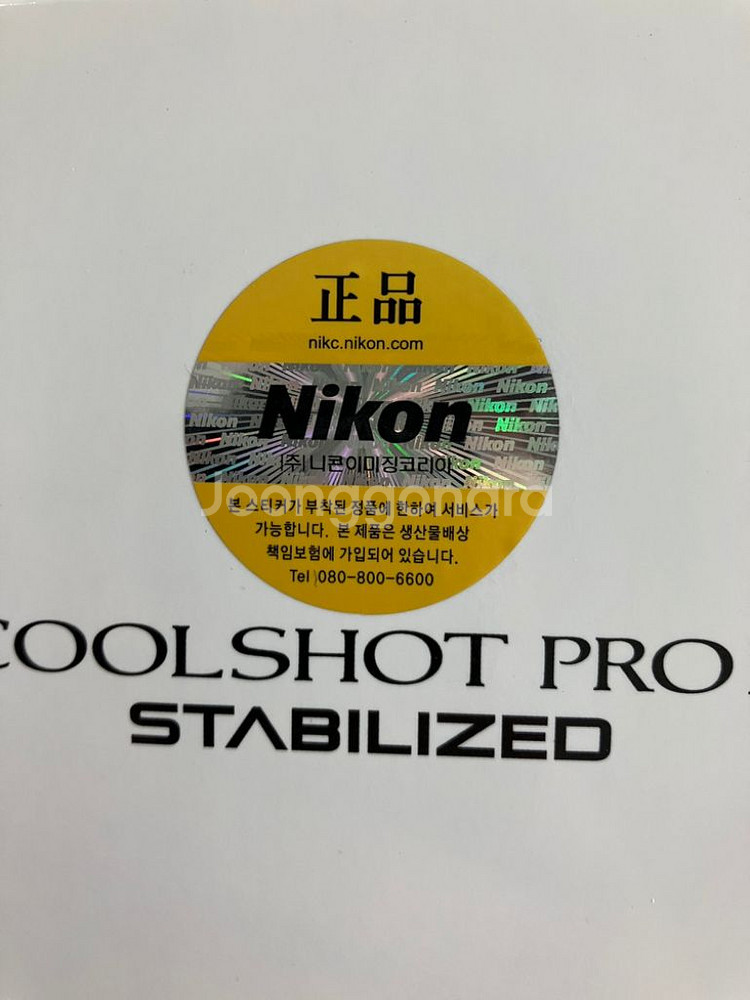 正品
nikc.nikon.com
Nikon
(주)니콘이미징코리아
본 스티커가 부착된 정품에 한하여 서비스가
가능합니다. 본 제품은 생산물배상
책임보험에 가입되어 있습니다.
Tel )080-800-6600
Joonggonara
COOLSHOT PRO
STABILIZED